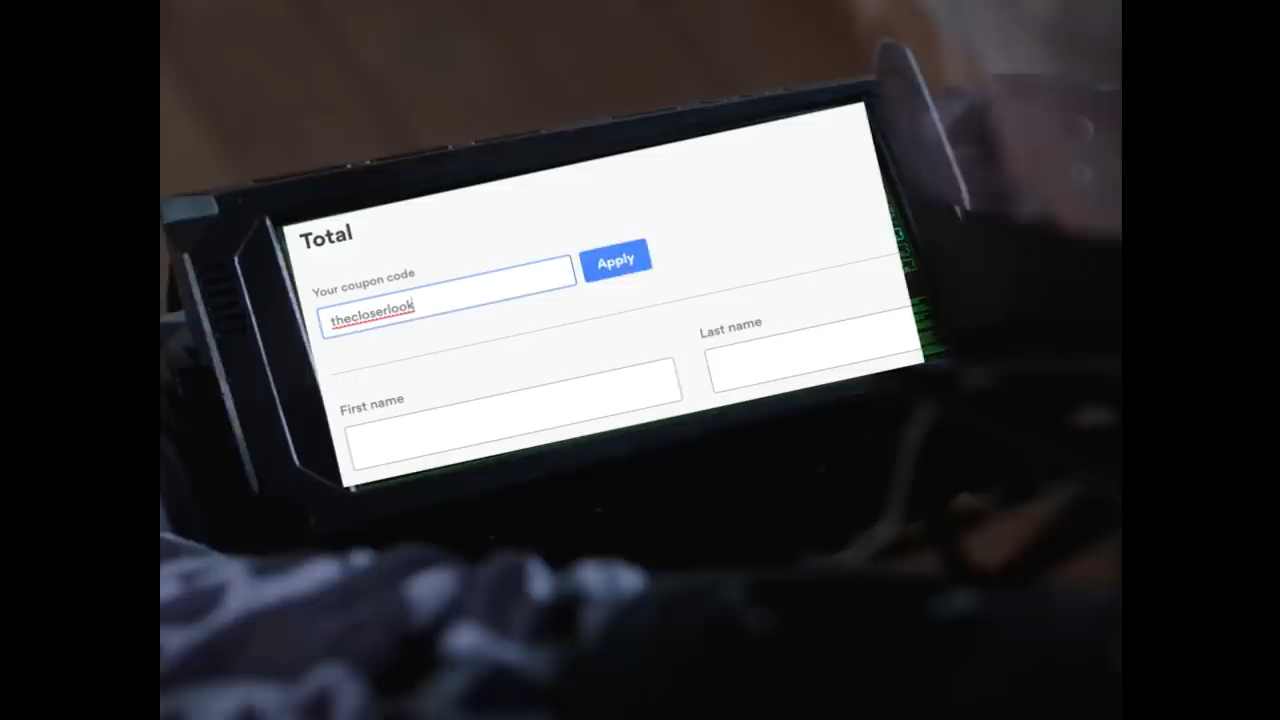 Total
Your coupon code
thecloserlook
Apply
First name
Last name